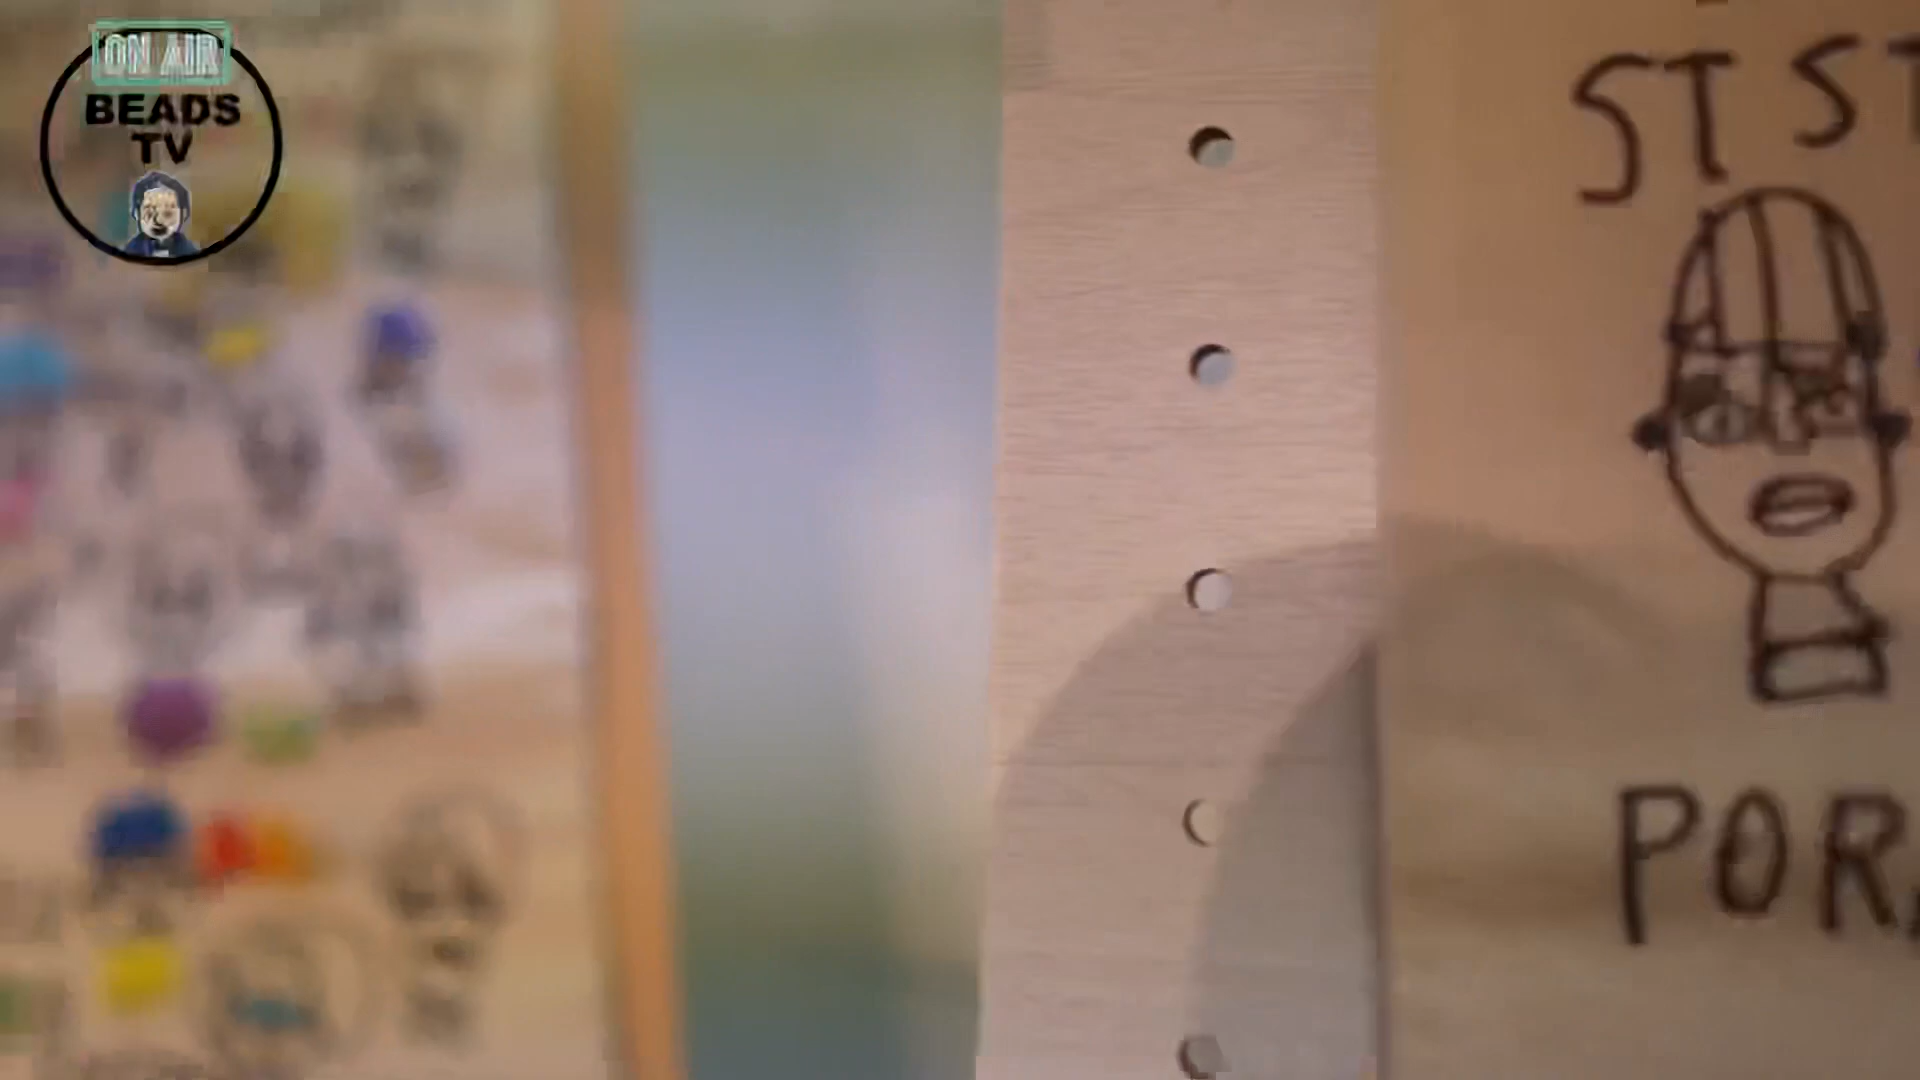 ON AIR
BEADS
TV
ST ST
POR